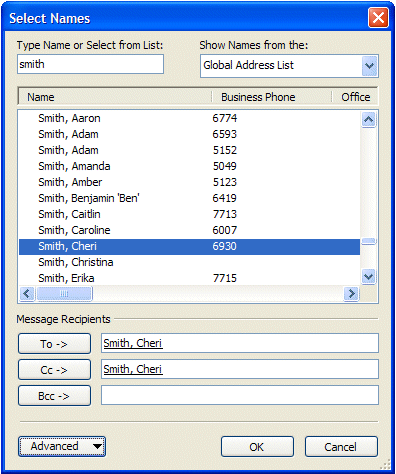 Select Names
Type Name or Select from List: Show Names from the:
smith Global Address List
Name Business Phone Office
Smith, Aaron 6774
Smith, Adam 6593
Smith, Adam 5152
Smith, Amanda 5049
Smith, Amber 5123
Smith, Benjamin 'Ben' 6419
Smith, Caitlin 7713
Smith, Caroline 6007
Smith, Cheri 6930
Smith, Christina
Smith, Erika 7715
Message Recipients
To -> Smith, Cheri
Cc -> Smith, Cheri
Bcc ->
Advanced OK Cancel